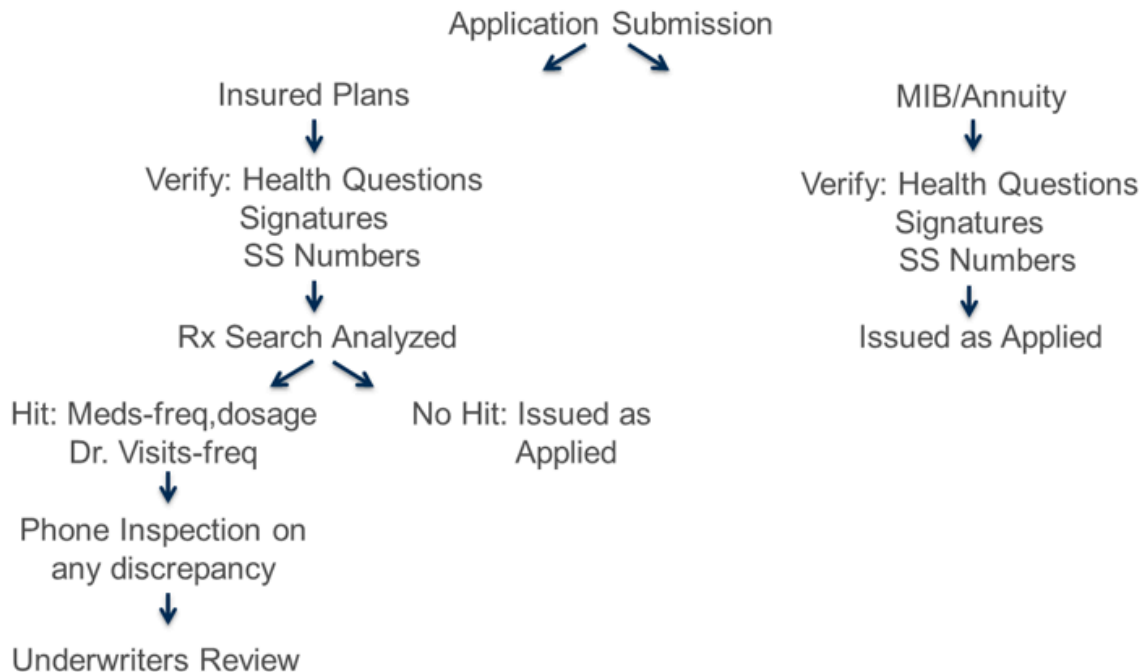 Application Submission
Insured Plans
MIB/Annuity
Verify: Health Questions
Signatures
SS Numbers
Verify: Health Questions
Signatures
SS Numbers
Rx Search Analyzed
Issued as Applied
Hit: Meds-freq,dosage
Dr. Visits-freq
No Hit: Issued as
Applied
Phone Inspection on
any discrepancy
Underwriters Review